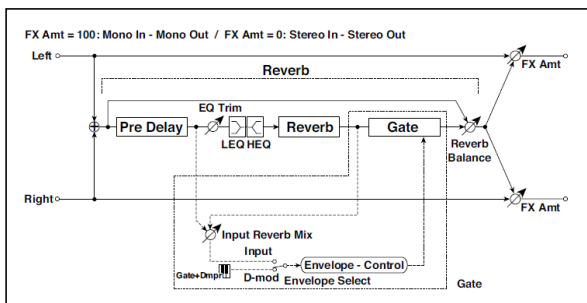 FX Amt = 100: Mono In - Mono Out / FX Amt = 0: Stereo In - Stereo Out
Left
FX Amt
Reverb
EQ Trim
Pre Delay
LEQ HEQ
Reverb
Gate
Reverb
Balance
Right
FX Amt
Input Reverb Mix
Input
Gate+Dmpr
D-mod
Envelope - Control
Envelope Select
Gate